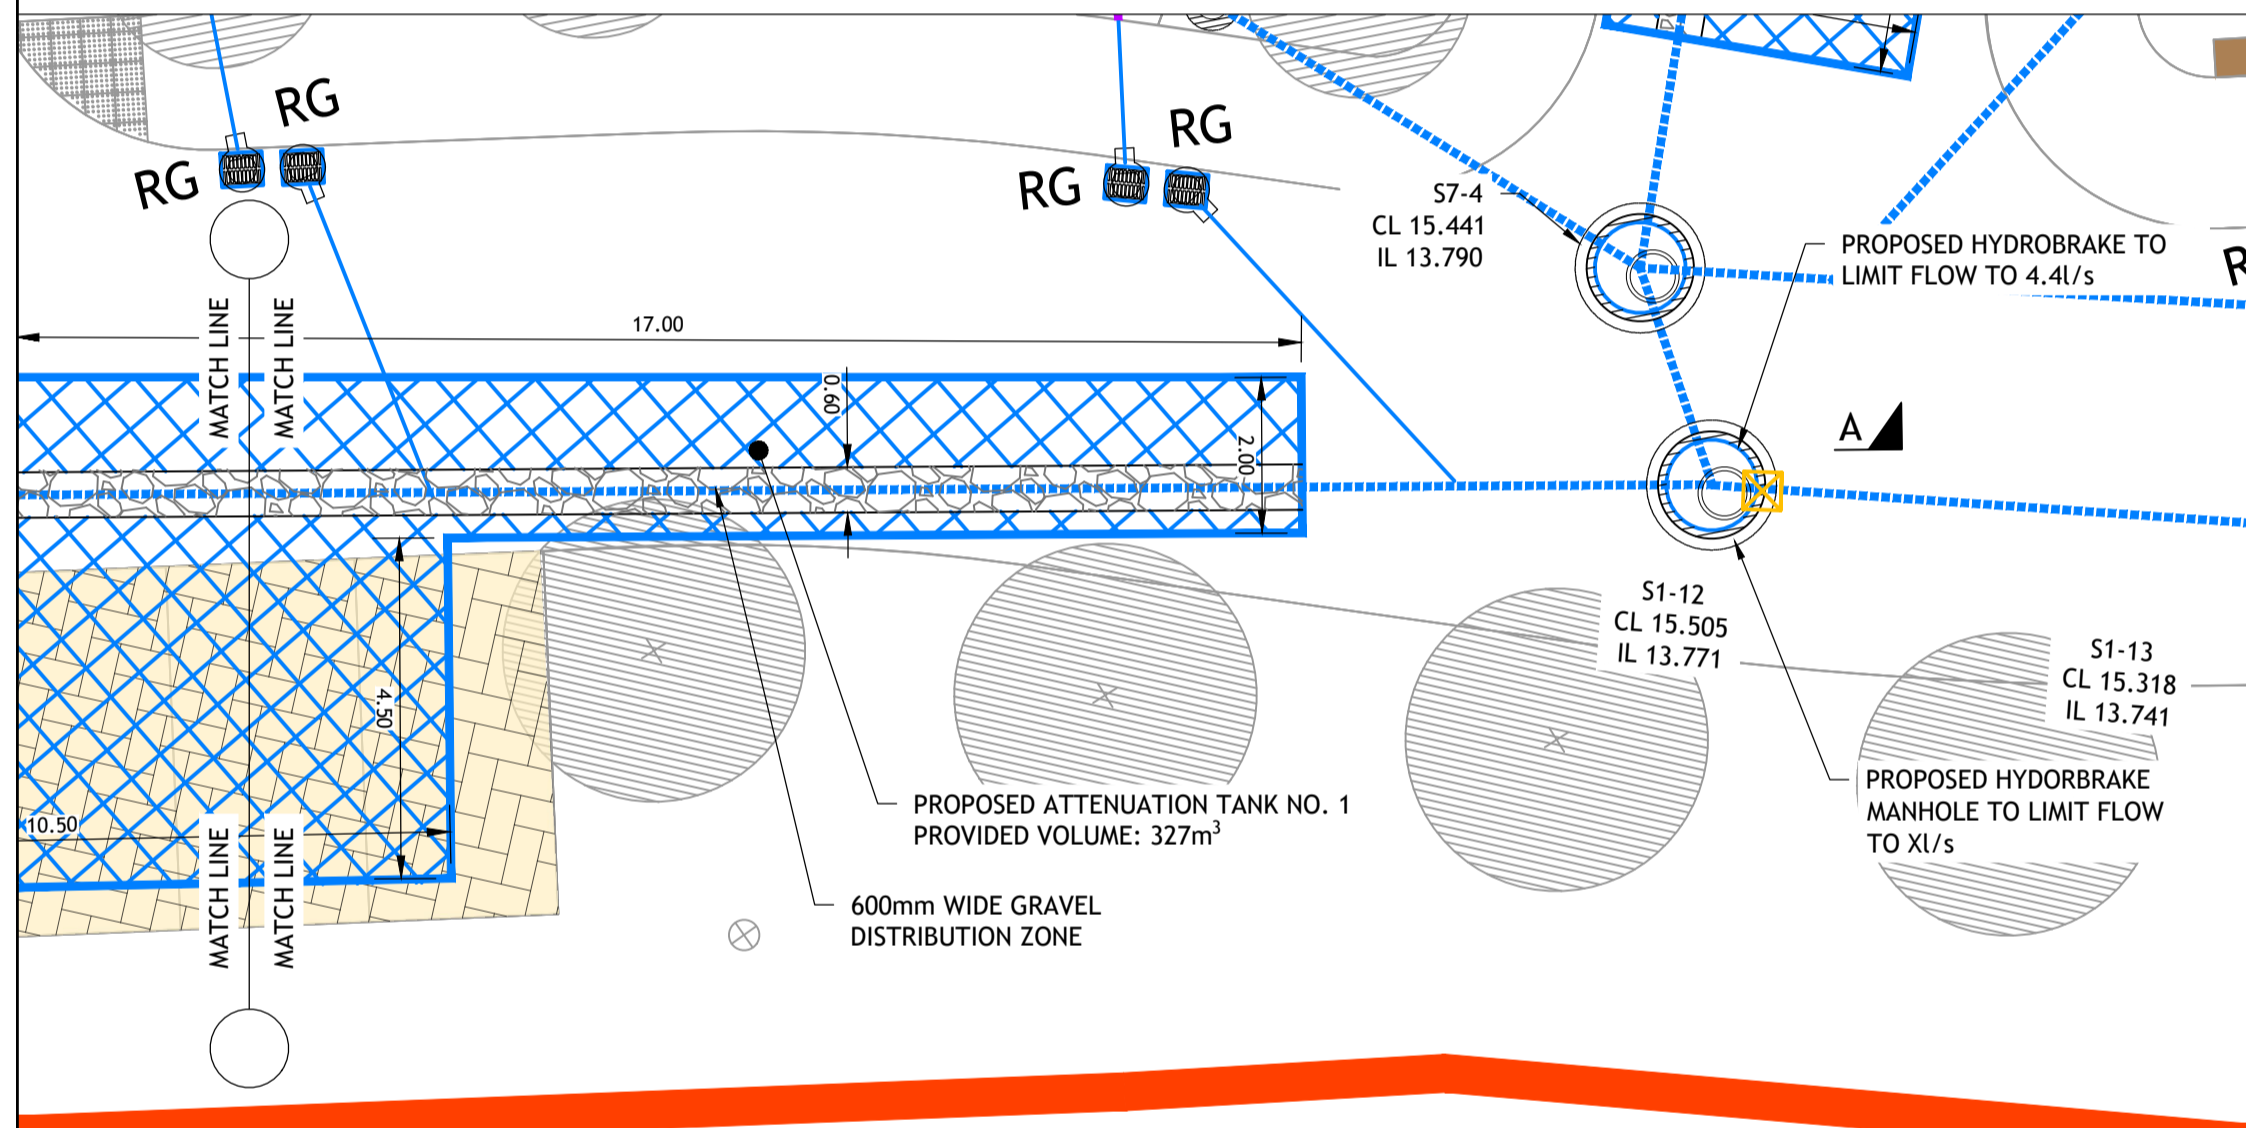 RG
RG
RG
RG
S7-4
CL 15.441
IL 13.790
PROPOSED HYDROBRAKE TO
LIMIT FLOW TO 4.4l/s
MATCH LINE
MATCH LINE
17.00
0.60
2.00
A
4.50
10.50
S1-12
CL 15.505
IL 13.771
S1-13
CL 15.318
IL 13.741
PROPOSED HYDORBRAKE
MANHOLE TO LIMIT FLOW
TO Xl/s
PROPOSED ATTENUATION TANK NO. 1
PROVIDED VOLUME: 327m³
600mm WIDE GRAVEL
DISTRIBUTION ZONE
MATCH LINE
MATCH LINE